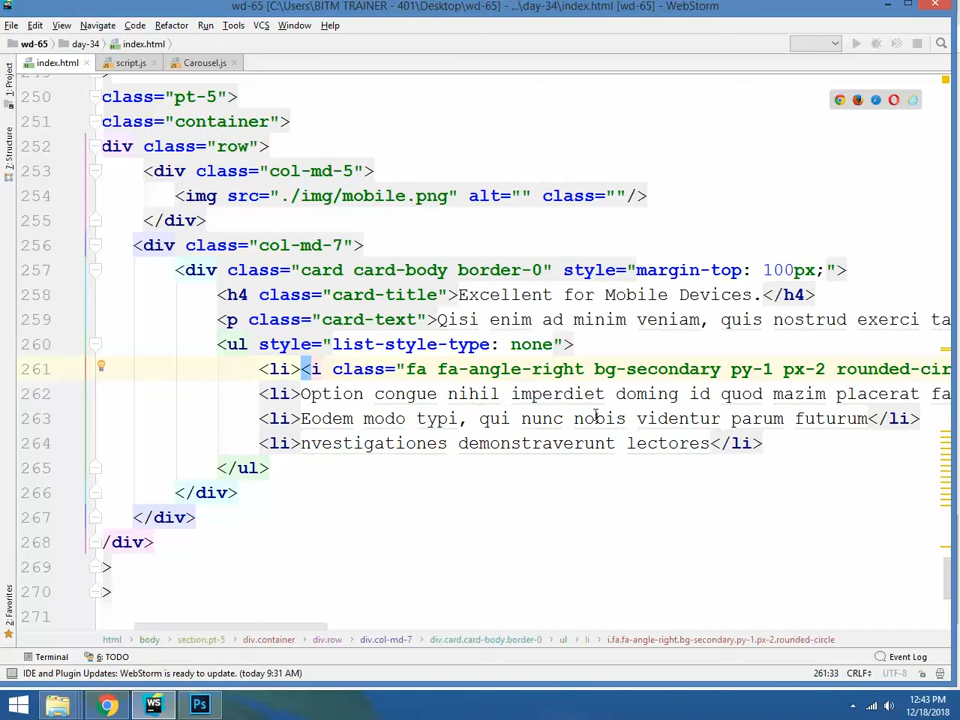 wd-65 [C:\Users\BITM TRAINER - 401\Desktop\wd-65] - ...\day-34\index.html [wd-65] - WebStorm
File Edit View Navigate Code Refactor Run Tools VCS Window Help
wd-65 day-34 index.html
index.html script.js Carousel.js
1: Project
7: Structure
2: Favorites
250 class="pt-5">
251 class="container">
252 div class="row">
253 <div class="col-md-5">
254 <img src="./img/mobile.png" alt="" class=""/>
255 </div>
256 <div class="col-md-7">
257 <div class="card card-body border-0" style="margin-top: 100px;">
258 <h4 class="card-title">Excellent for Mobile Devices.</h4>
259 <p class="card-text">Qisi enim ad minim veniam, quis nostrud exerci ta
260 <ul style="list-style-type: none">
261 <li><i class="fa fa-angle-right bg-secondary py-1 px-2 rounded-cir
262 <li>Option congue nihil imperdiet doming id quod mazim placerat fa
263 <li>Eodem modo typi, qui nunc nobis videntur parum futurum</li>
264 <li>nvestigationes demonstraverunt lectores</li>
265 </ul>
266 </div>
267 </div>
268 /div>
269 >
270 >
271
html body section.pt-5 div.container div.row div.col-md-7 div.card.card-body.border-0 ul li i.fa.fa-angle-right.bg-secondary.py-1.px-2.rounded-circle
Terminal 6: TODO Event Log
IDE and Plugin Updates: WebStorm is ready to update. (today 9:31 AM) 261:33 CRLF UTF-8
WS Ps
12:43 PM
12/18/2018